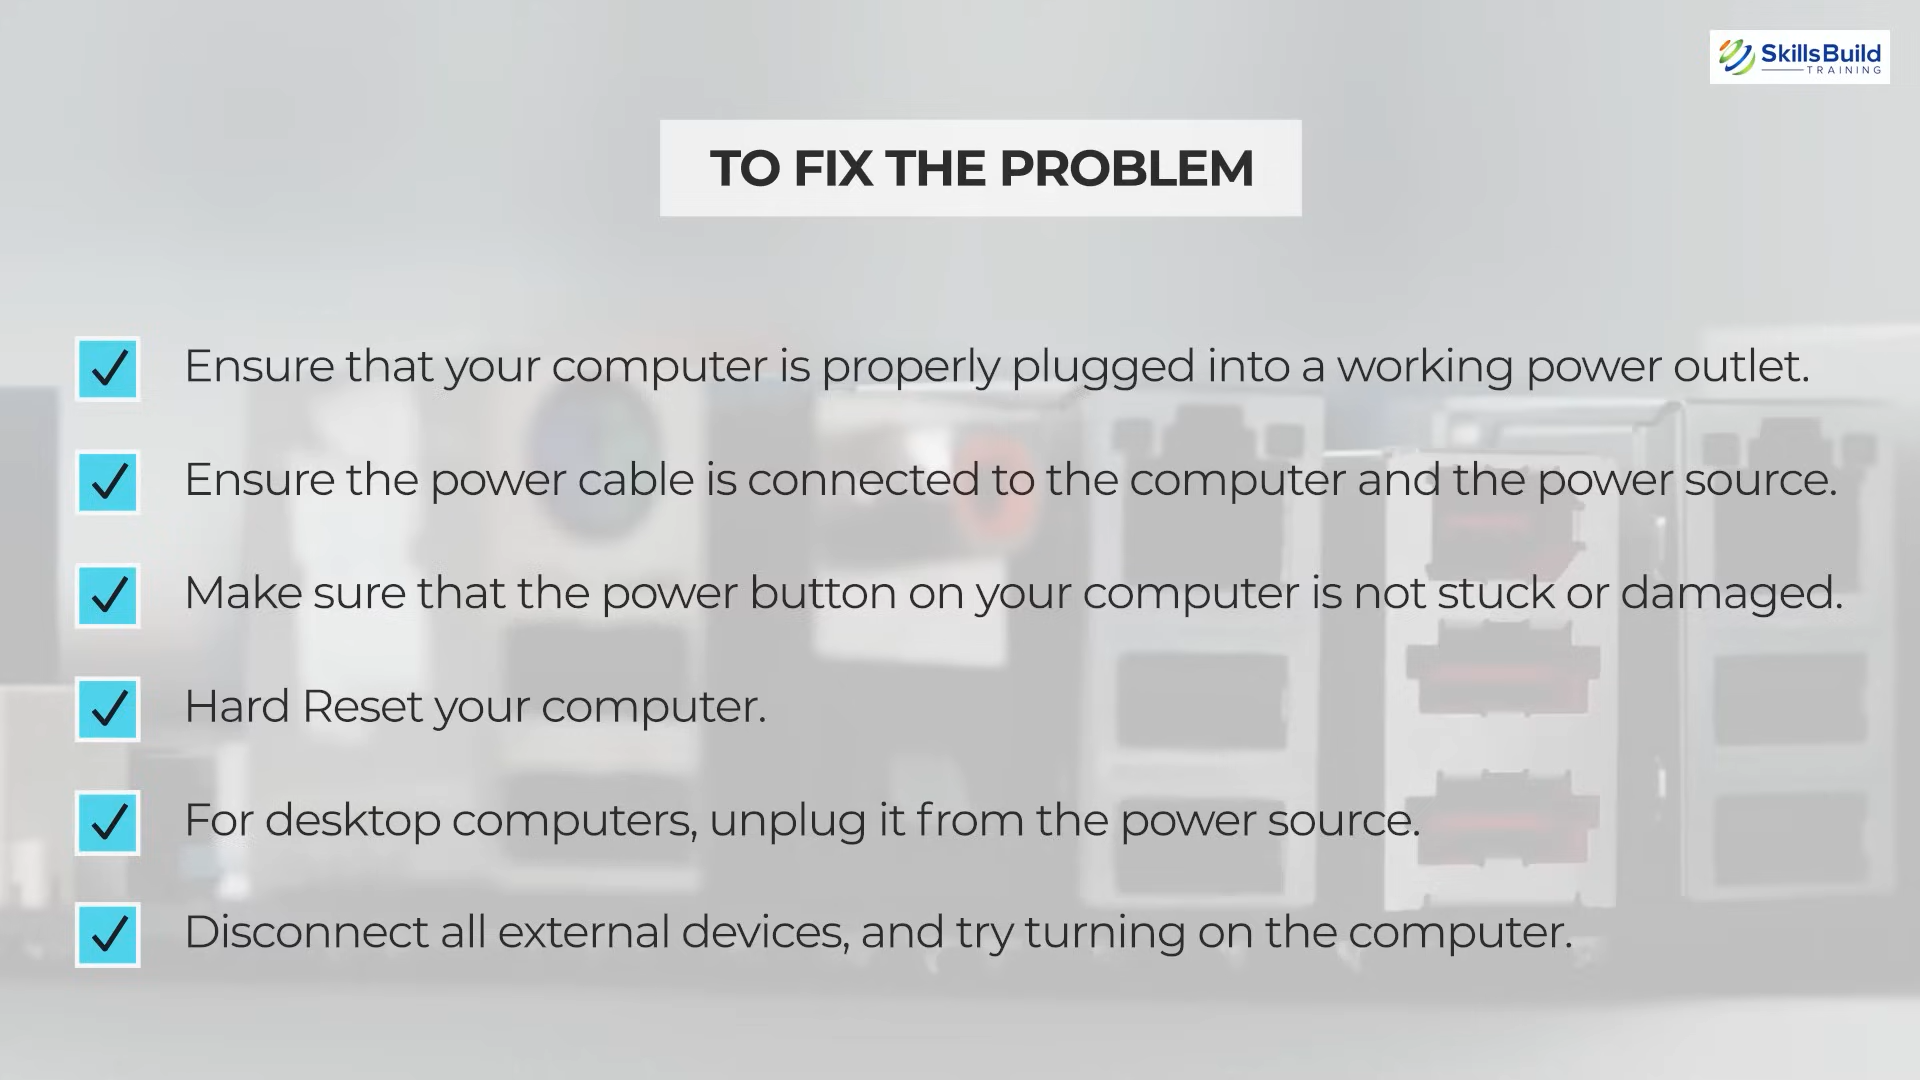 SkillsBuild
TRAINING
TO FIX THE PROBLEM
Ensure that your computer is properly plugged into a working power outlet.
Ensure the power cable is connected to the computer and the power source.
Make sure that the power button on your computer is not stuck or damaged.
Hard Reset your computer.
For desktop computers, unplug it from the power source.
Disconnect all external devices, and try turning on the computer.